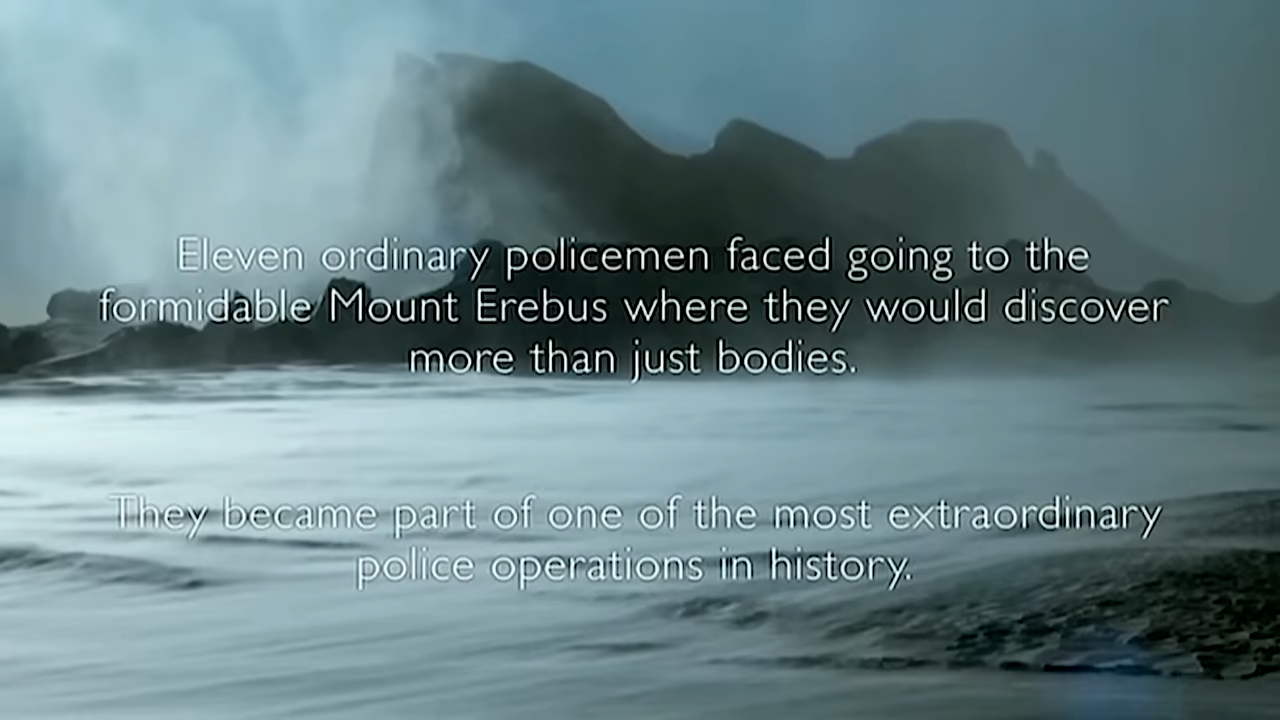 Eleven ordinary policemen faced going to the
formidable Mount Erebus where they would discover
more than just bodies.
They became part of one of the most extraordinary
police operations in history.